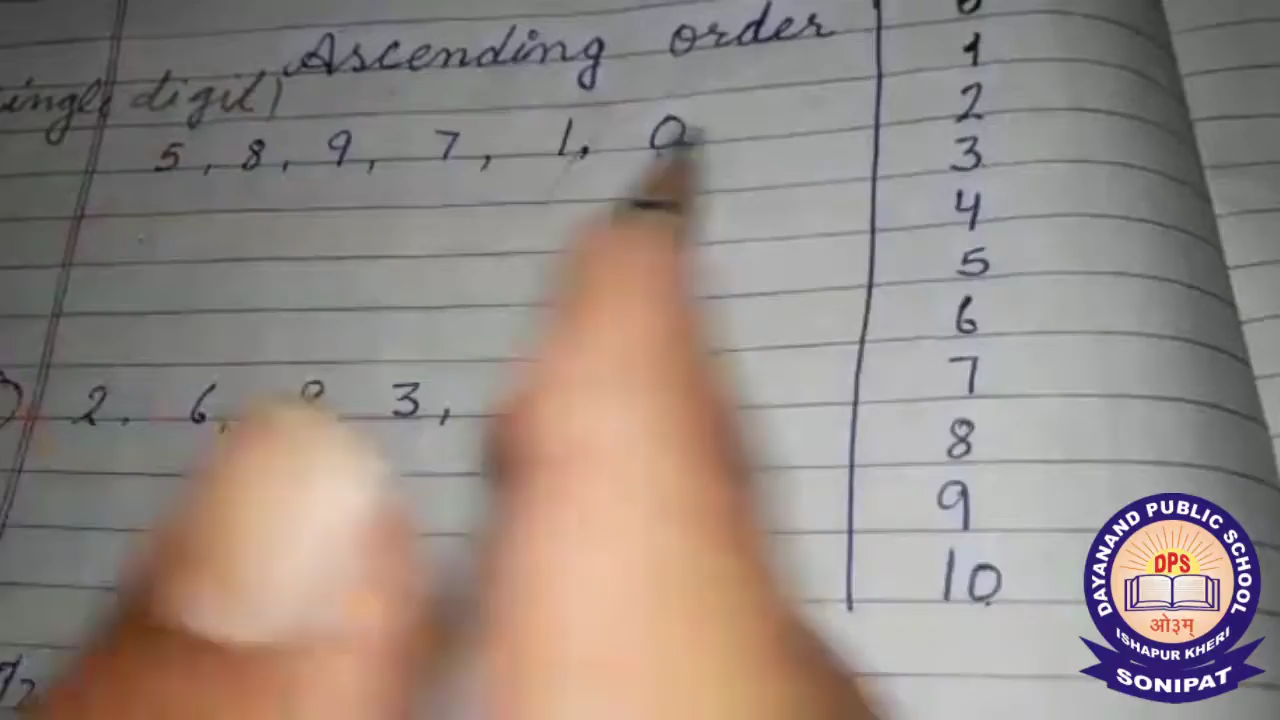 Ascending order
digit)
5, 8, 9, 7, 1, 0
2. 6, 3,
0
1
2
3
4
5
6
7
8
9
10
DAYANAND PUBLIC SCHOOL
DPS
ओ३म्
ISHAPUR KHERI
SONIPAT